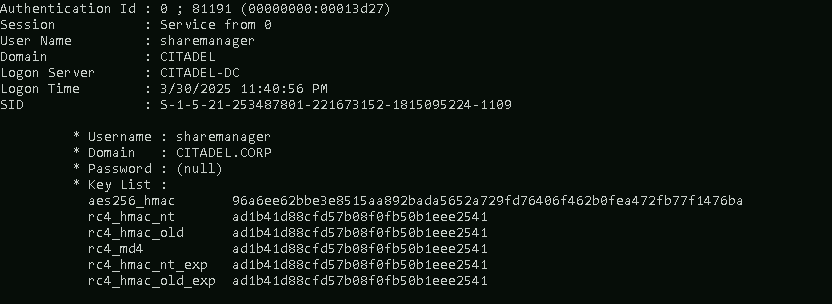 Authentication Id : 0 ; 81191 (00000000:00013d27)
Session           : Service from 0
User Name         : sharemanager
Domain            : CITADEL
Logon Server      : CITADEL-DC
Logon Time        : 3/30/2025 11:40:56 PM
SID               : S-1-5-21-253487801-221673152-1815095224-1109
* Username : sharemanager
* Domain   : CITADEL.CORP
* Password : (null)
* Key List :
aes256_hmac       96a6ee62bbe3e8515aa892bada5652a729fd76406f462b0fea472fb77f1476ba
rc4_hmac_nt       ad1b41d88cfd57b08f0fb50b1eee2541
rc4_hmac_old      ad1b41d88cfd57b08f0fb50b1eee2541
rc4_md4           ad1b41d88cfd57b08f0fb50b1eee2541
rc4_hmac_nt_exp   ad1b41d88cfd57b08f0fb50b1eee2541
rc4_hmac_old_exp  ad1b41d88cfd57b08f0fb50b1eee2541